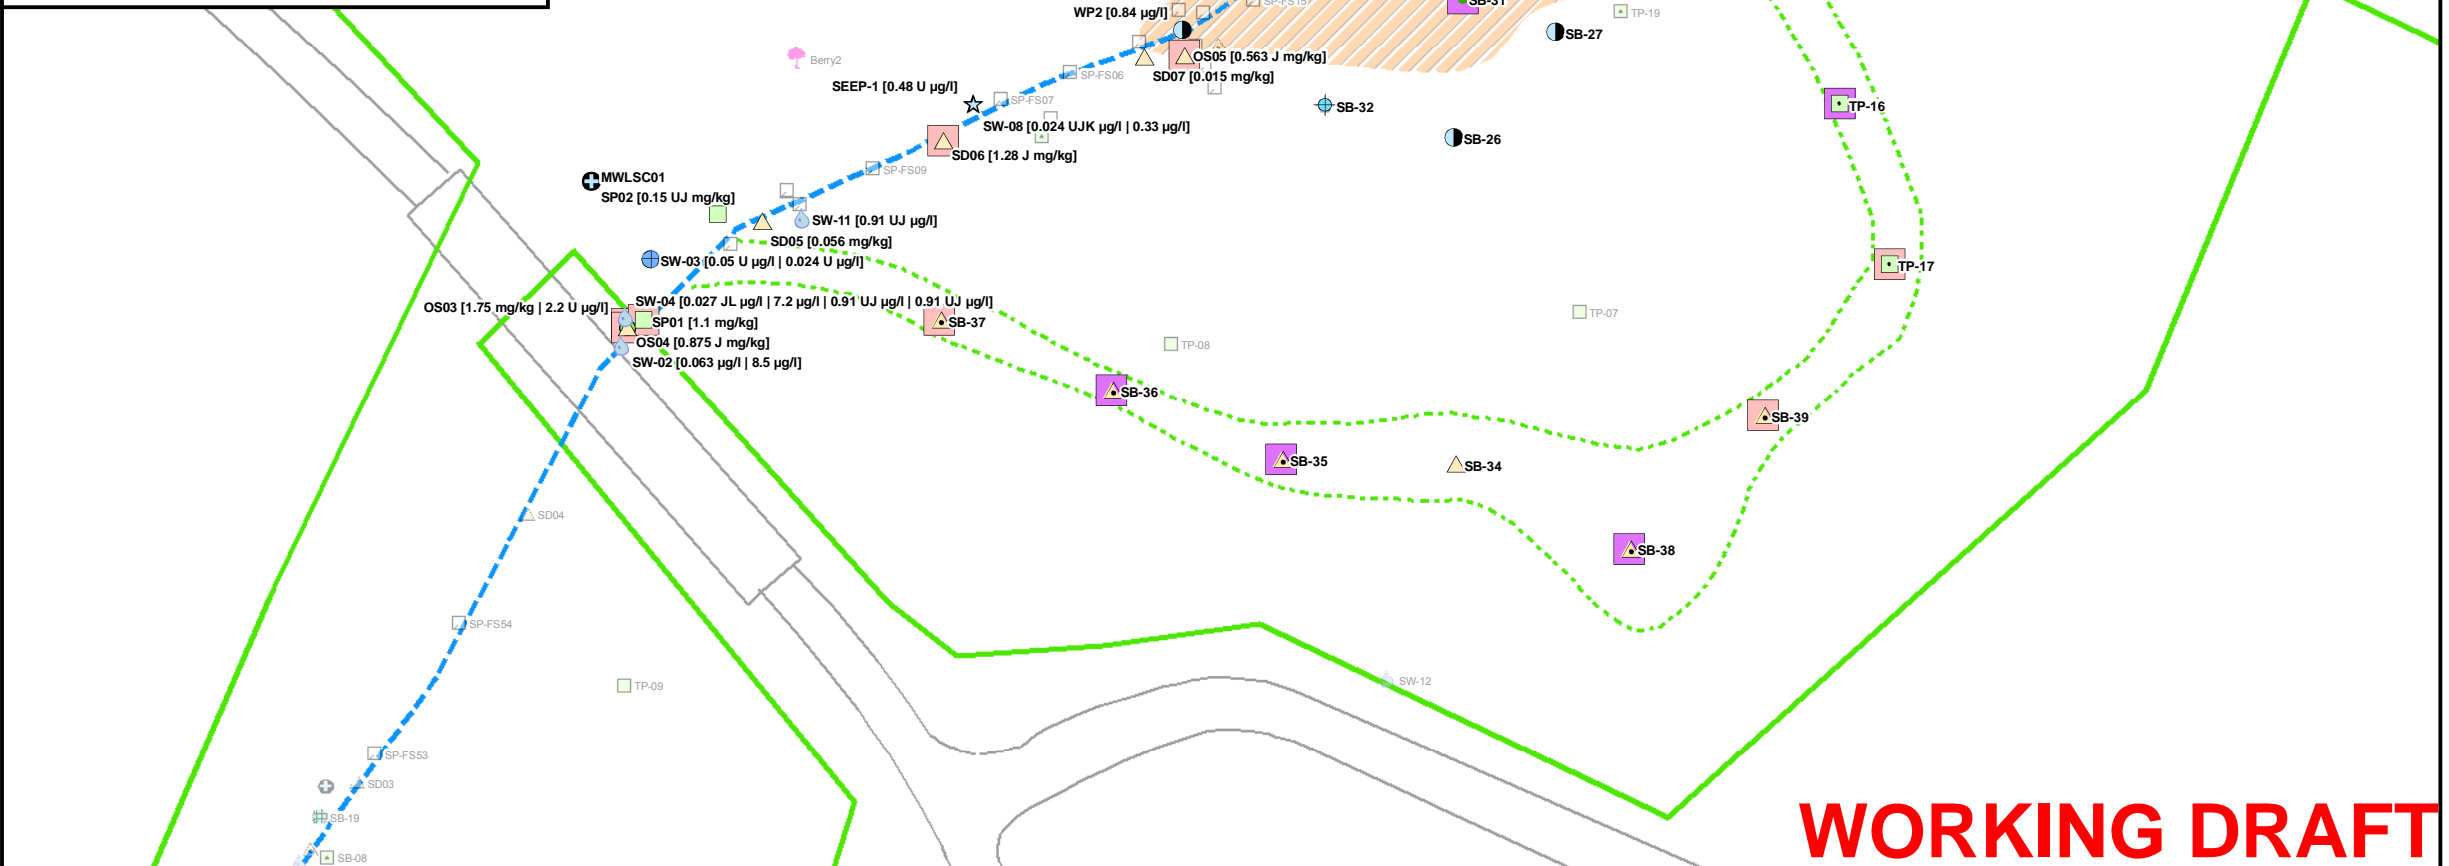 SP-FS15
SB-31
WP2 [0.84 µg/l]
TP-19
SB-27
OS05 [0.563 J mg/kg]
Berry2
SP-FS06
SD07 [0.015 mg/kg]
SEEP-1 [0.48 U µg/l]
SP-FS07
SB-32
TP-16
SW-08 [0.024 UJK µg/l | 0.33 µg/l]
SB-26
SD06 [1.28 J mg/kg]
SP-FS09
MWLSC01
SP02 [0.15 UJ mg/kg]
SW-11 [0.91 UJ µg/l]
SD05 [0.056 mg/kg]
SW-03 [0.05 U µg/l | 0.024 U µg/l]
TP-17
SW-04 [0.027 JL µg/l | 7.2 µg/l | 0.91 UJ µg/l | 0.91 UJ µg/l]
OS03 [1.75 mg/kg | 2.2 U µg/l]
SP01 [1.1 mg/kg]
SB-37
TP-07
OS04 [0.875 J mg/kg]
TP-08
SW-02 [0.063 µg/l | 8.5 µg/l]
SB-36
SB-39
SB-35
SB-34
SD04
SB-38
SP-FS54
SW-12
TP-09
SP-FS53
SD03
SB-19
WORKING DRAFT
SB-08